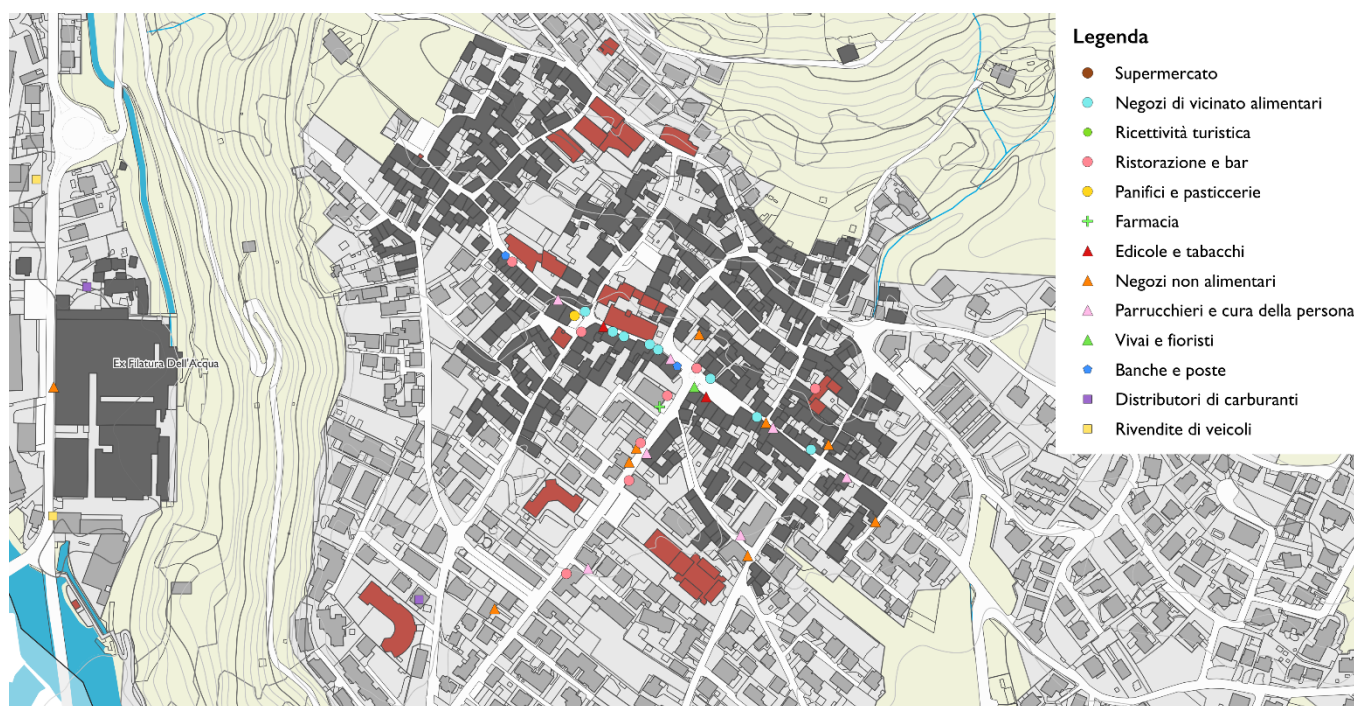 Legenda
Supermercato
Negozi di vicinato alimentari
Ricettività turistica
Ristorazione e bar
Panifici e pasticcerie
Farmacia
Edicole e tabacchi
Negozi non alimentari
Parrucchieri e cura della persona
Vivai e fioristi
Banche e poste
Distributori di carburanti
Rivendite di veicoli
Ex Filatura Dell'Acqua